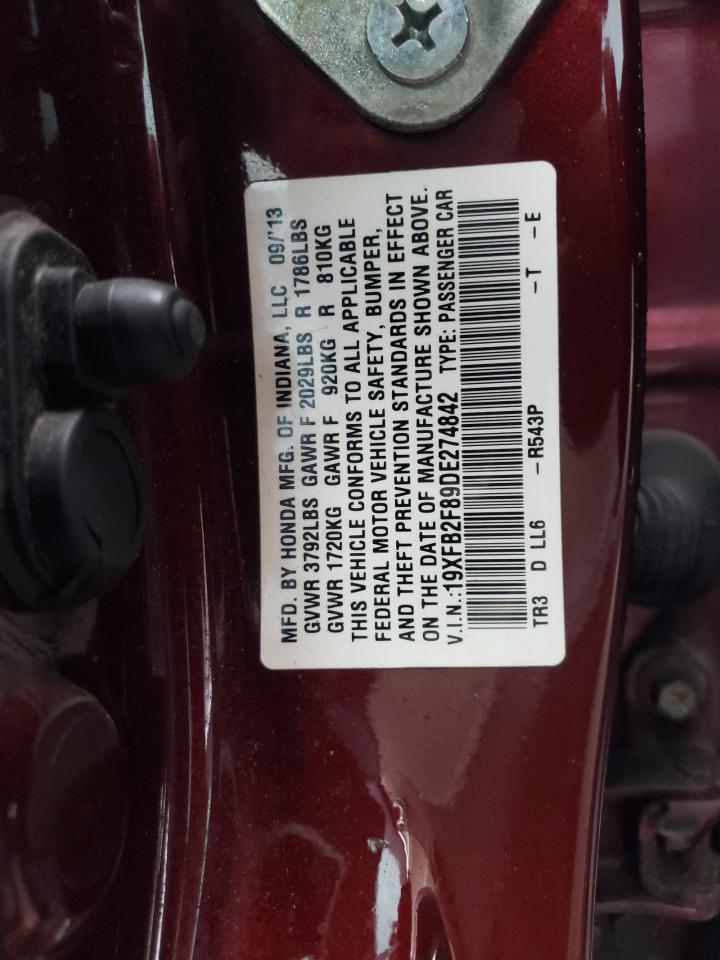 MFD. BY HONDA MFG. OF INDIANA, LLC 09/'13
GVWR 3792LBS GAWR F 2029LBS R 1786LBS
GVWR 1720KG GAWR F 920KG R 810KG
THIS VEHICLE CONFORMS TO ALL APPLICABLE
FEDERAL MOTOR VEHICLE SAFETY, BUMPER,
AND THEFT PREVENTION STANDARDS IN EFFECT
ON THE DATE OF MANUFACTURE SHOWN ABOVE.
V.I.N.:19XFB2F89DE274842 TYPE: PASSENGER CAR
TR3 D LL6 -R543P -T -E